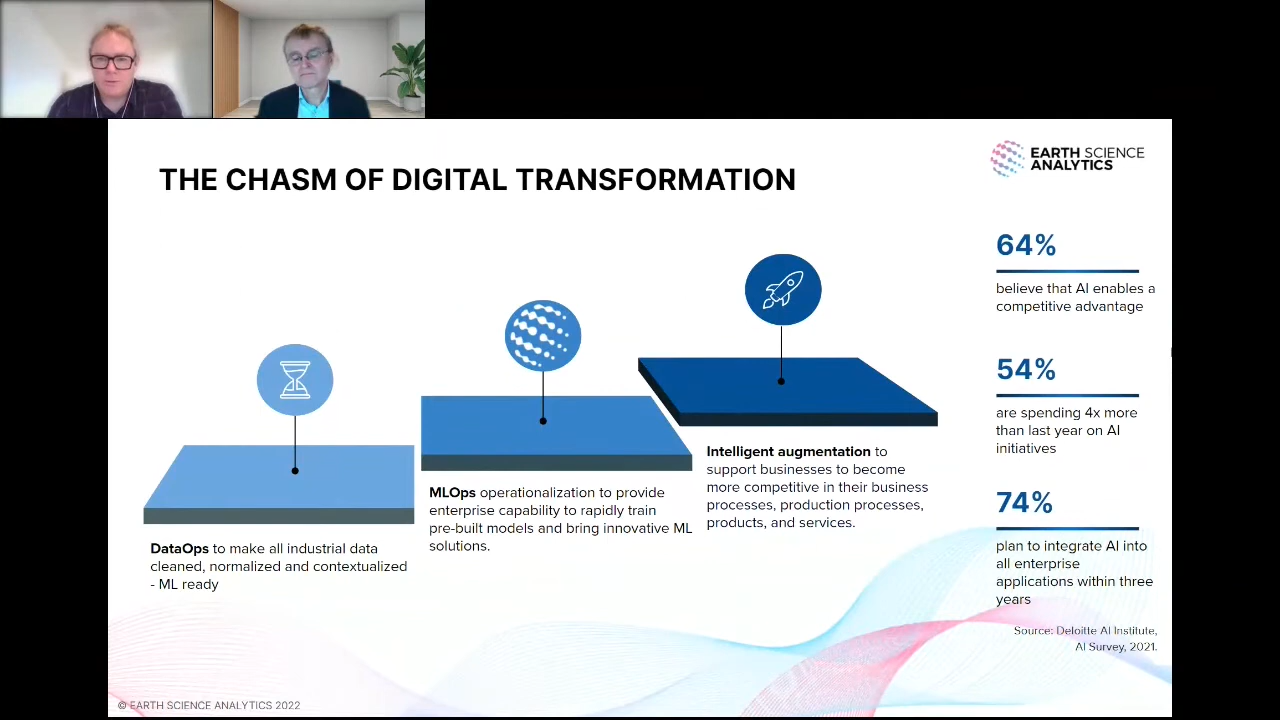 THE CHASM OF DIGITAL TRANSFORMATION
EARTH SCIENCE
ANALYTICS
DataOps to make all industrial data
cleaned, normalized and contextualized
- ML ready
MLOps operationalization to provide
enterprise capability to rapidly train
pre-built models and bring innovative ML
solutions.
Intelligent augmentation to
support businesses to become
more competitive in their business
processes, production processes,
products, and services.
64%
believe that AI enables a
competitive advantage
54%
are spending 4x more
than last year on AI
initiatives
74%
plan to integrate AI into
all enterprise
applications within three
years
Source: Deloitte AI Institute,
AI Survey, 2021.
© EARTH SCIENCE ANALYTICS 2022